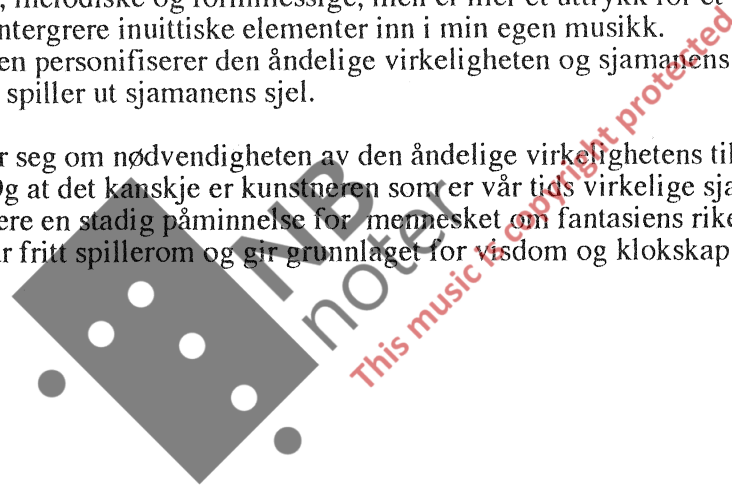 , melodiske og formmessige, men er mer et uttrykk for et
ntergrere inuittiske elementer inn i min egen musikk.
en personifiserer den åndelige virkeligheten og sjamanens
spiller ut sjamanens sjel.
r seg om nødvendigheten av den åndelige virkelighetens til
Og at det kanskje er kunstneren som er vår tids virkelige sja
ere en stadig påminnelse for mennesket om fantasiens rike
r fritt spillerom og gir grunnlaget for visdom og klokskap
NB
noter
This music is copyright protected